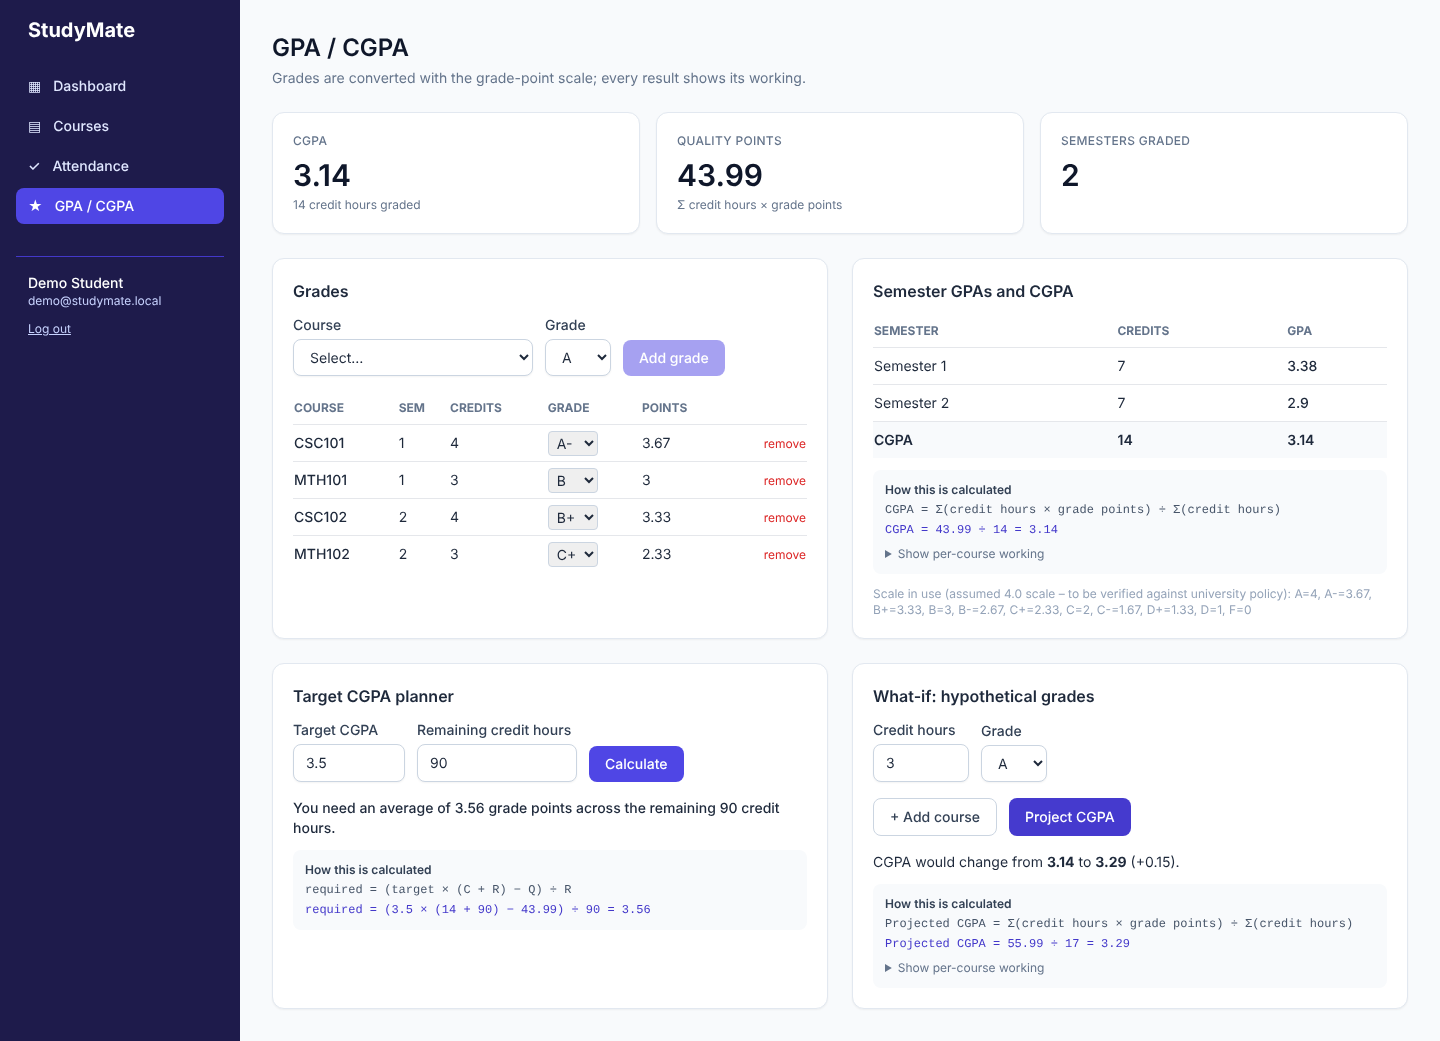 StudyMate
▦ Dashboard
▤ Courses
✓ Attendance
★ GPA / CGPA
Demo Student
demo@studymate.local
Log out
GPA / CGPA
Grades are converted with the grade-point scale; every result shows its working.
CGPA
3.14
14 credit hours graded
QUALITY POINTS
43.99
Σ credit hours × grade points
SEMESTERS GRADED
2
Grades
Course Grade
Select... A Add grade
COURSE SEM CREDITS GRADE POINTS
CSC101 1 4 A- 3.67 remove
MTH101 1 3 B 3 remove
CSC102 2 4 B+ 3.33 remove
MTH102 2 3 C+ 2.33 remove
Semester GPAs and CGPA
SEMESTER CREDITS GPA
Semester 1 7 3.38
Semester 2 7 2.9
CGPA 14 3.14
How this is calculated
CGPA = Σ(credit hours × grade points) ÷ Σ(credit hours)
CGPA = 43.99 ÷ 14 = 3.14
▶ Show per-course working
Scale in use (assumed 4.0 scale – to be verified against university policy): A=4, A-=3.67,
B+=3.33, B=3, B-=2.67, C+=2.33, C=2, C-=1.67, D+=1.33, D=1, F=0
Target CGPA planner
Target CGPA Remaining credit hours
3.5 90 Calculate
You need an average of 3.56 grade points across the remaining 90 credit
hours.
How this is calculated
required = (target × (C + R) − Q) ÷ R
required = (3.5 × (14 + 90) − 43.99) ÷ 90 = 3.56
What-if: hypothetical grades
Credit hours Grade
3 A
+ Add course Project CGPA
CGPA would change from 3.14 to 3.29 (+0.15).
How this is calculated
Projected CGPA = Σ(credit hours × grade points) ÷ Σ(credit hours)
Projected CGPA = 55.99 ÷ 17 = 3.29
▶ Show per-course working